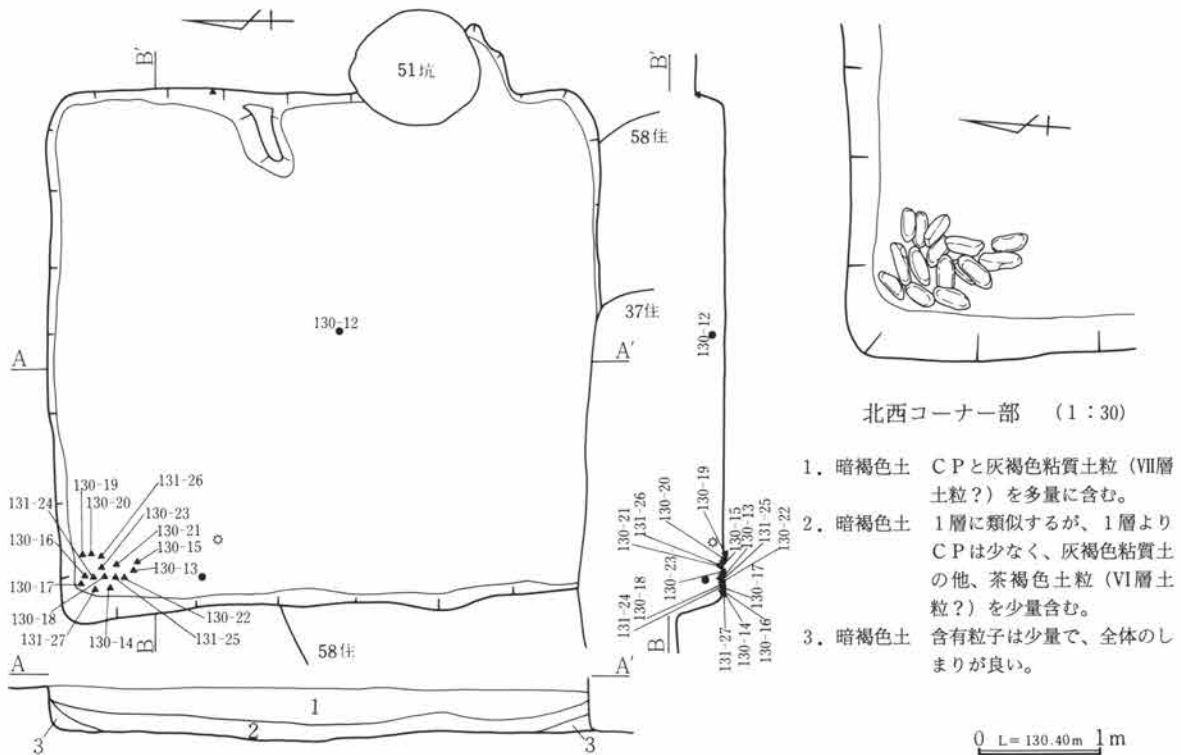 B'
51坑
58住
37住
130-12
A
A'
130-19
130-20
131-26
131-24
130-23
130-21
130-16
130-15
130-13
130-17
130-18
131-27
130-14
130-22
131-25
B
58住
A
A'
1
2
3
3
B'
130-12
130-19
130-20
131-26
130-21
130-15
130-13
131-25
130-22
130-23
130-18
131-24
130-17
130-16
130-14
131-27
B
北西コーナー部 (1:30)
1. 暗褐色土 CPと灰褐色粘質土粒(Ⅶ層
土粒?)を多量に含む。
2. 暗褐色土 1層に類似するが、1層より
CPは少なく、灰褐色粘質土
の他、茶褐色土粒(Ⅵ層土
粒?)を少量含む。
3. 暗褐色土 含有粒子は少量で、全体のし
まりが良い。
0 L=130.40m 1m